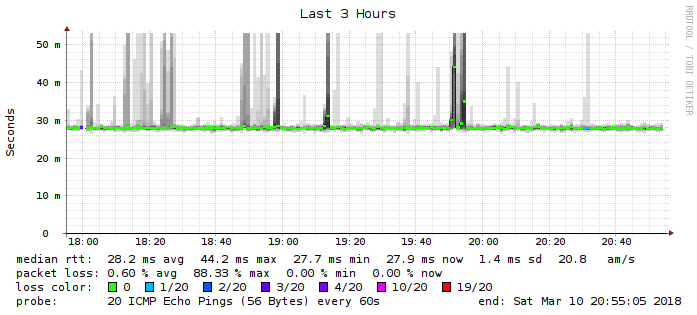 Last 3 Hours
RRDTOOL / TOBI OETIKER
Seconds
50 m
40 m
30 m
20 m
10 m
0
18:00 18:20 18:40 19:00 19:20 19:40 20:00 20:20 20:40
median rtt: 28.2 ms avg 44.2 ms max 27.7 ms min 27.9 ms now 1.4 ms sd 20.8 am/s
packet loss: 0.60 % avg 88.33 % max 0.00 % min 0.00 % now
loss color: 0 1/20 2/20 3/20 4/20 10/20 19/20
probe: 20 ICMP Echo Pings (56 Bytes) every 60s end: Sat Mar 10 20:55:05 2018